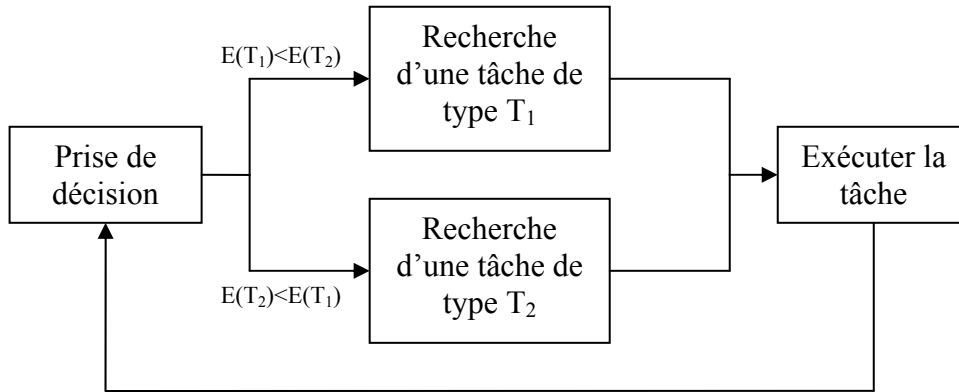 E(T₁)<E(T₂)
Recherche
d’une tâche de
type T₁
Prise de
décision
Exécuter la
tâche
Recherche
d’une tâche de
type T₂
E(T₂)<E(T₁)